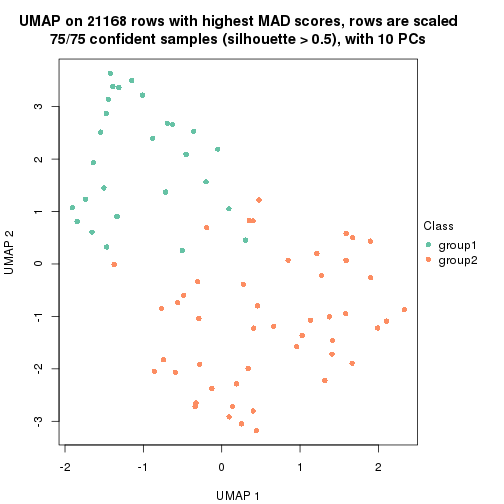 UMAP on 21168 rows with highest MAD scores, rows are scaled
75/75 confident samples (silhouette > 0.5), with 10 PCs
3
2
1
0
-1
-2
-3
UMAP 2
-2
-1
0
1
2
UMAP 1
Class
group1
group2